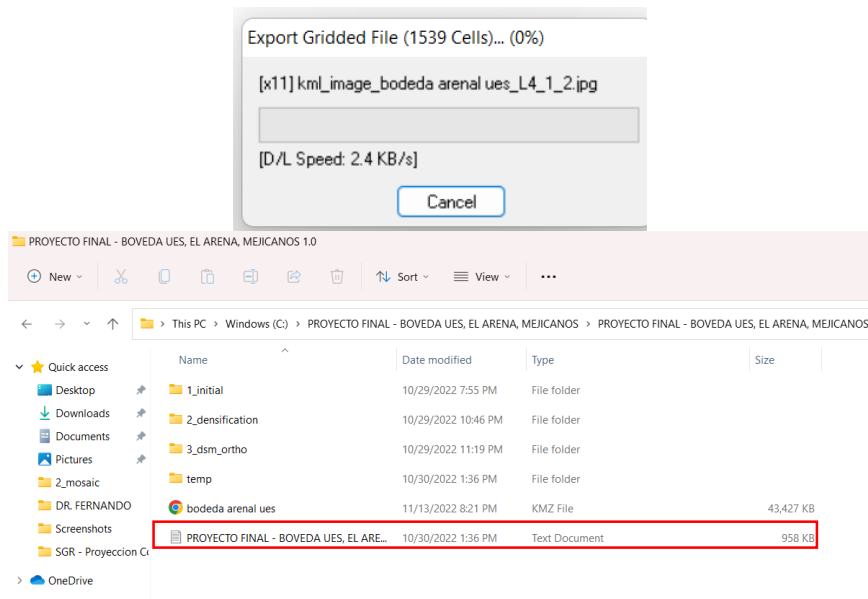 Export Gridded File (1539 Cells)... (0%)
[x11] kml_image_bodeda arenal ues_L4_1_2.jpg
[D/L Speed: 2.4 KB/s]
Cancel
PROYECTO FINAL - BOVEDA UES, EL ARENA, MEJICANOS 1.0
New Sort View
This PC > Windows (C:) > PROYECTO FINAL - BOVEDA UES, EL ARENA, MEJICANOS > PROYECTO FINAL - BOVEDA UES, EL ARENA, MEJICANOS
Name Date modified Type Size
Quick access
Desktop
Downloads
Documents
Pictures
2_mosaic
DR. FERNANDO
Screenshots
SGR - Proyeccion Co
OneDrive
1_initial 10/29/2022 7:55 PM File folder
2_densification 10/29/2022 10:46 PM File folder
3_dsm_ortho 10/29/2022 11:19 PM File folder
temp 10/30/2022 1:36 PM File folder
bodeda arenal ues 11/13/2022 8:21 PM KMZ File 43,427 KB
PROYECTO FINAL - BOVEDA UES, EL ARE... 10/30/2022 1:36 PM Text Document 958 KB